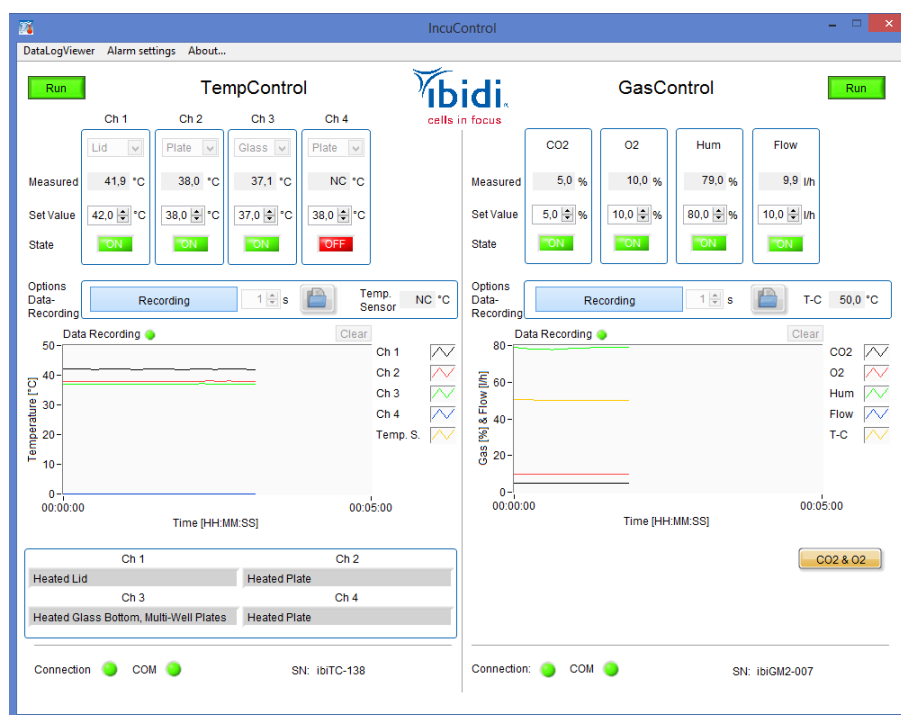 IncuControl
DataLogViewer Alarm settings About...
Run TempControl ibidi. GasControl Run
cells in focus
Ch 1 Ch 2 Ch 3 Ch 4
Lid Plate Glass Plate
CO2 O2 Hum Flow
Measured 41,9 °C 38,0 °C 37,1 °C NC °C
Measured 5,0 % 10,0 % 79,0 % 9,9 l/h
Set Value 42,0 °C 38,0 °C 37,0 °C 38,0 °C
Set Value 5,0 % 10,0 % 80,0 % 10,0 l/h
State ON ON ON OFF
State ON ON ON ON
Options
Data-
Recording
Recording 1 s
Temp.
Sensor
NC °C
Options
Data-
Recording
Recording 1 s T-C 50,0 °C
Data Recording Clear
50
40
30
20
10
0
Temperature [°C]
00:00:00 00:05:00
Time [HH:MM:SS]
Ch 1
Ch 2
Ch 3
Ch 4
Temp. S.
Data Recording Clear
80
60
40
20
0
Gas [%] & Flow [l/h]
00:00:00 00:05:00
Time [HH:MM:SS]
CO2
O2
Hum
Flow
T-C
Ch 1 Ch 2
Heated Lid Heated Plate
Ch 3 Ch 4
Heated Glass Bottom, Multi-Well Plates Heated Plate
CO2 & O2
Connection COM SN: ibiTC-138
Connection: COM SN: ibiGM2-007